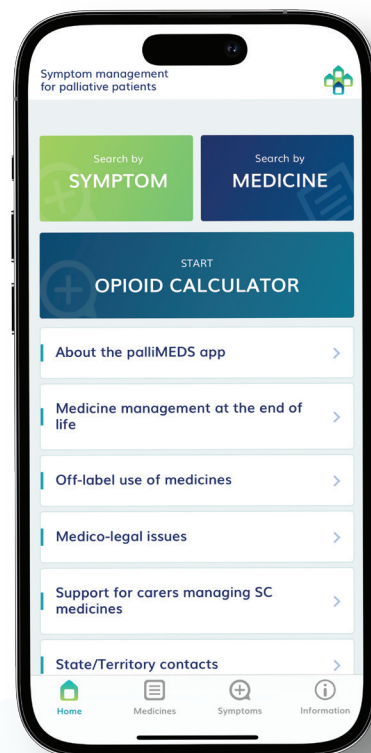 Symptom management
for palliative patients
Search by
SYMPTOM
Search by
MEDICINE
START
OPIOID CALCULATOR
About the palliMEDS app
Medicine management at the end of
life
Off-label use of medicines
Medico-legal issues
Support for carers managing SC
medicines
State/Territory contacts
Home
Medicines
Symptoms
Information